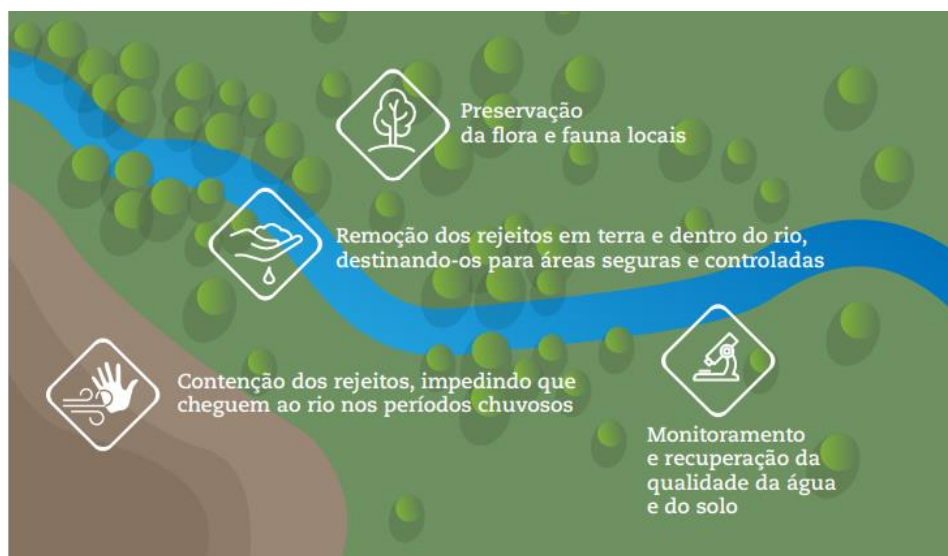 Preservação
da flora e fauna locais
Remoção dos rejeitos em terra e dentro do rio,
destinando-os para áreas seguras e controladas
Contenção dos rejeitos, impedindo que
cheguem ao rio nos períodos chuvosos
Monitoramento
e recuperação da
qualidade da água
e do solo